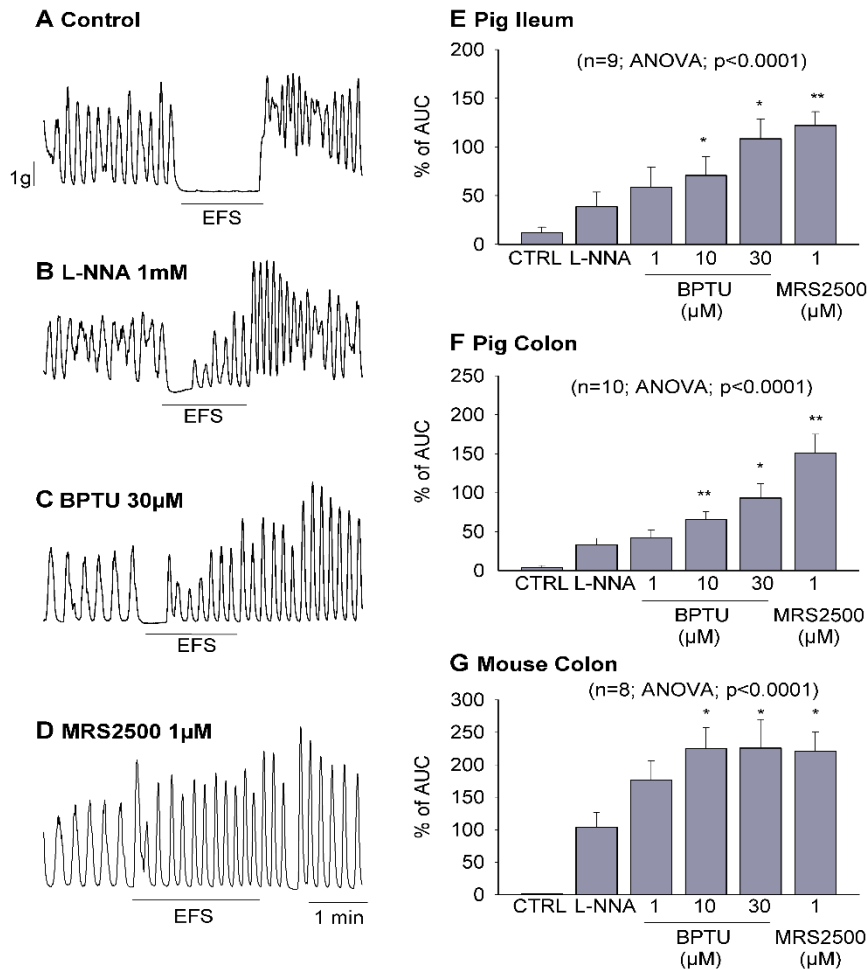 A Control
1g
EFS
B L-NNA 1mM
EFS
C BPTU 30µM
EFS
D MRS2500 1µM
EFS
1 min
E Pig Ileum
(n=9; ANOVA; p<0.0001)
% of AUC
200
150
100
50
0
* * **
CTRL L-NNA 1 10 30 1
BPTU MRS2500
(µM) (µM)
F Pig Colon
(n=10; ANOVA; p<0.0001)
% of AUC
250
200
150
100
50
0
** * **
CTRL L-NNA 1 10 30 1
BPTU MRS2500
(µM) (µM)
G Mouse Colon
(n=8; ANOVA; p<0.0001)
% of AUC
300
250
200
150
100
50
0
* * *
CTRL L-NNA 1 10 30 1
BPTU MRS2500
(µM) (µM)